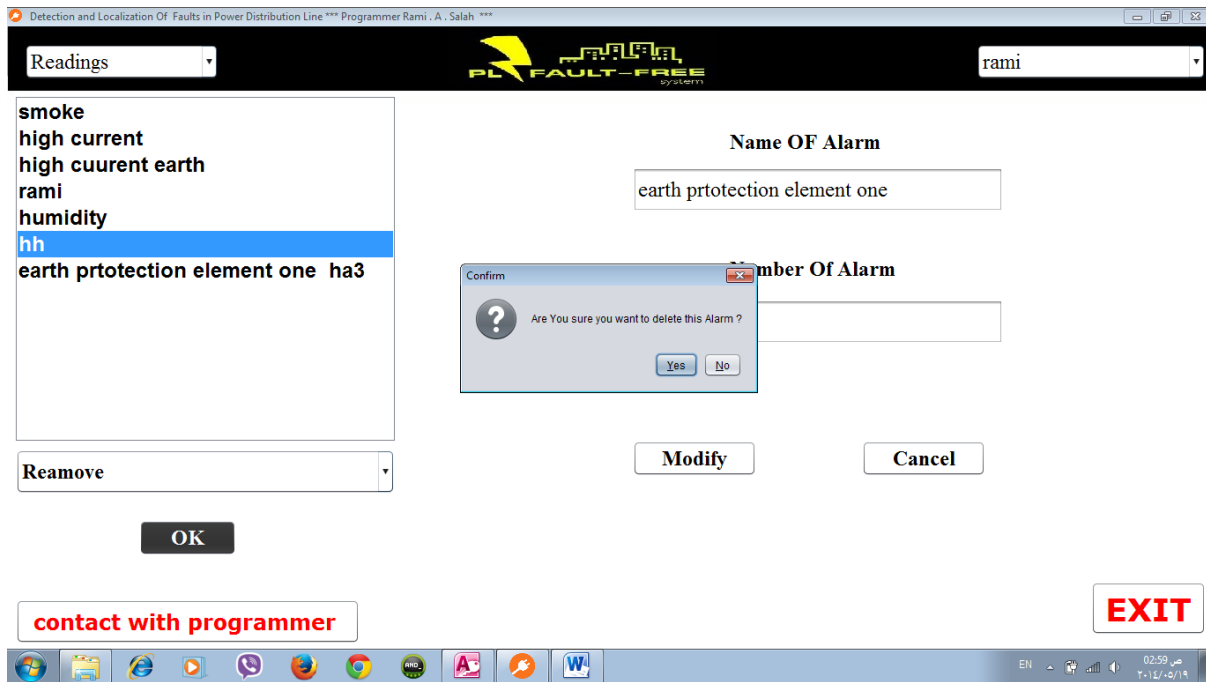 Detection and Localization Of Faults in Power Distribution Line *** Programmer Rami . A . Salah ***
Readings
PL FAULT-FREE
system
rami
smoke
high current
high cuurent earth
rami
humidity
hh
earth prtotection element one ha3
Name OF Alarm
earth prtotection element one
Number Of Alarm
Confirm
Are You sure you want to delete this Alarm ?
Yes
No
Modify
Cancel
Reamove
OK
contact with programmer
EXIT
EN
02:59 ص
٢٠١٤/٠٥/١٩